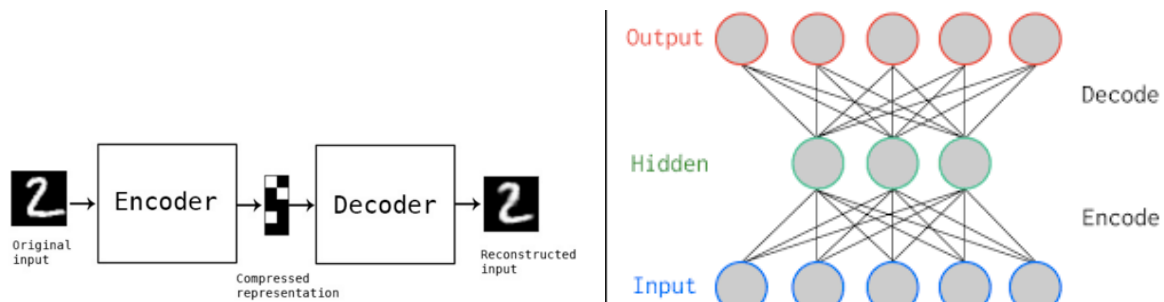 Encoder
Decoder
Original
input
Compressed
representation
Reconstructed
input
Output
Decode
Hidden
Encode
Input